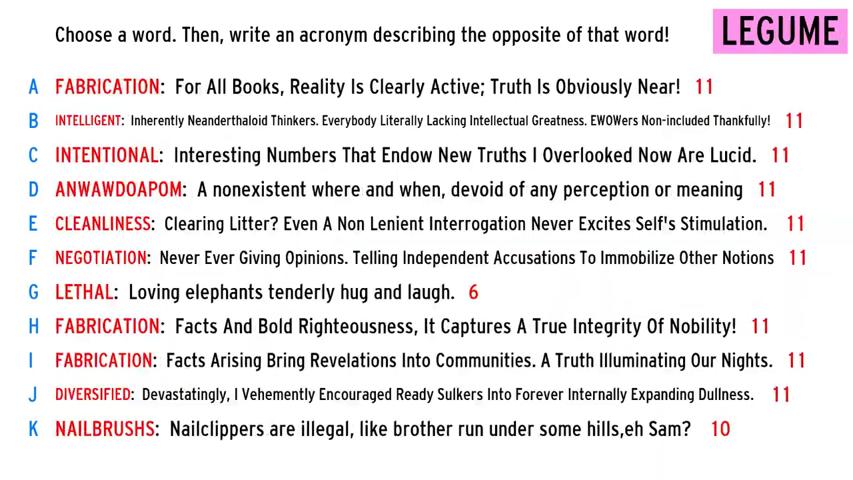 Choose a word. Then, write an acronym describing the opposite of that word! LEGUME
A FABRICATION: For All Books, Reality Is Clearly Active; Truth Is Obviously Near! 11
B INTELLIGENT: Inherently Neanderthaloid Thinkers. Everybody Literally Lacking Intellectual Greatness. EWOWers Non-included Thankfully! 11
C INTENTIONAL: Interesting Numbers That Endow New Truths I Overlooked Now Are Lucid. 11
D ANWAWDOAPOM: A nonexistent where and when, devoid of any perception or meaning 11
E CLEANLINESS: Clearing Litter? Even A Non Lenient Interrogation Never Excites Self's Stimulation. 11
F NEGOTIATION: Never Ever Giving Opinions. Telling Independent Accusations To Immobilize Other Notions 11
G LETHAL: Loving elephants tenderly hug and laugh. 6
H FABRICATION: Facts And Bold Righteousness, It Captures A True Integrity Of Nobility! 11
I FABRICATION: Facts Arising Bring Revelations Into Communities. A Truth Illuminating Our Nights. 11
J DIVERSIFIED: Devastatingly, I Vehemently Encouraged Ready Sulkers Into Forever Internally Expanding Dullness. 11
K NAILBRUSHS: Nailclippers are illegal, like brother run under some hills,eh Sam? 10